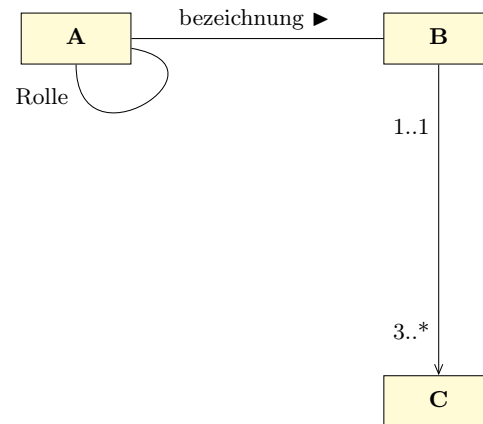 bezeichnung ▶
A
B
Rolle
1..1
3..*
C